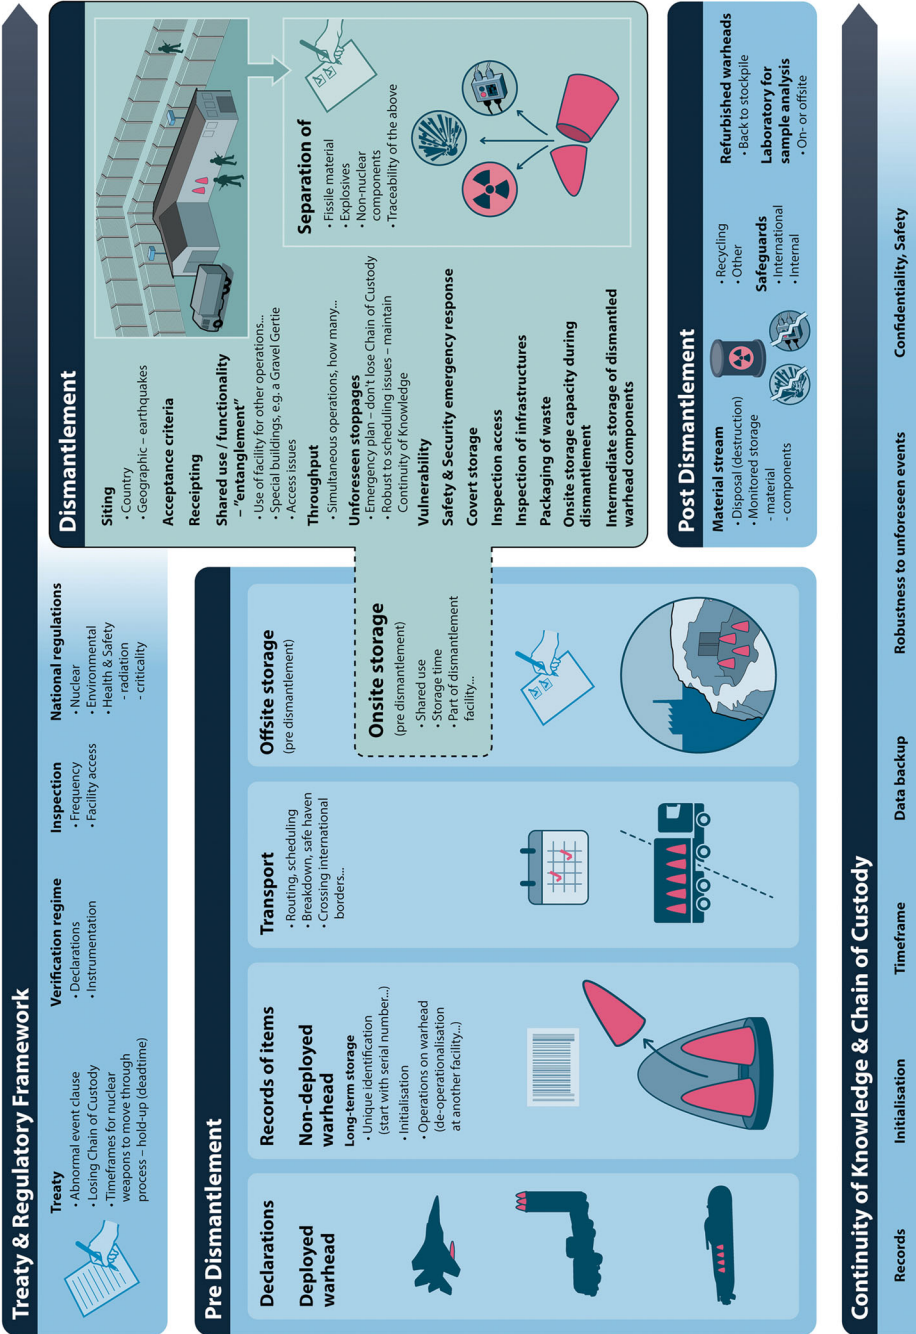 Treaty & Regulatory Framework
Treaty
• Abnormal event clause
• Losing Chain of Custody
• Timeframes for nuclear
weapons to move through
process – hold-up (deadtime)
Verification regime
• Declarations
• Instrumentation
Inspection
• Frequency
• Facility access
National regulations
• Nuclear
• Environmental
• Health & Safety
- radiation
- criticality
Pre Dismantlement
Declarations
Deployed
warhead
Records of items
Non-deployed
warhead
Long-term storage
• Unique identification
(start with serial number...)
• Initialisation
• Operations on warhead
(de-operationalisation
at another facility...)
Transport
• Routing, scheduling
• Breakdown, safe haven
• Crossing international
borders...
Offsite storage
(pre dismantlement)
Onsite storage
(pre dismantlement)
• Shared use
• Storage time
• Part of dismantlement
facility...
Dismantlement
Siting
• Country
• Geographic – earthquakes
Acceptance criteria
Receipting
Shared use / functionality
– "entanglement"
• Use of facility for other operations...
• Special buildings, e.g. a Gravel Gertie
• Access issues
Throughput
• Simultaneous operations, how many...
Unforeseen stoppages
• Emergency plan – don't lose Chain of Custody
• Robust to scheduling issues – maintain
Continuity of Knowledge
Vulnerability
Safety & Security emergency response
Covert storage
Inspection access
Inspection of infrastructures
Packaging of waste
Onsite storage capacity during
dismantlement
Intermediate storage of dismantled
warhead components
Separation of
• Fissile material
• Explosives
• Non-nuclear
components
• Traceability of the above
Post Dismantlement
Material stream
• Disposal (destruction)
• Monitored storage
- material
- components
• Recycling
• Other
Safeguards
• International
• Internal
Refurbished warheads
• Back to stockpile
Laboratory for
sample analysis
• On- or offsite
Continuity of Knowledge & Chain of Custody
Records
Initialisation
Timeframe
Data backup
Robustness to unforeseen events
Confidentiality, Safety